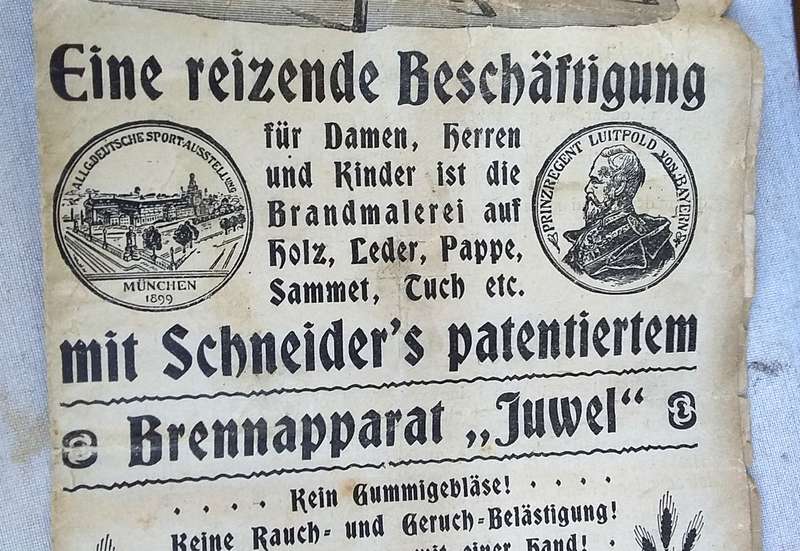 Eine reizende Beschäftigung
ALLG. DEUTSCHE SPORT-AUSSTELLUNG
MÜNCHEN
1899
für Damen, Herren
und Kinder ist die
Brandmalerei auf
Holz, Leder, Pappe,
Sammet, Tuch etc.
PRINZREGENT LUITPOLD VON BAYERN
mit Schneider's patentiertem
Brennapparat „Juwel“
Kein Gummigebläse!
Keine Rauch- und Geruch-Belästigung!
mit einer Hand!